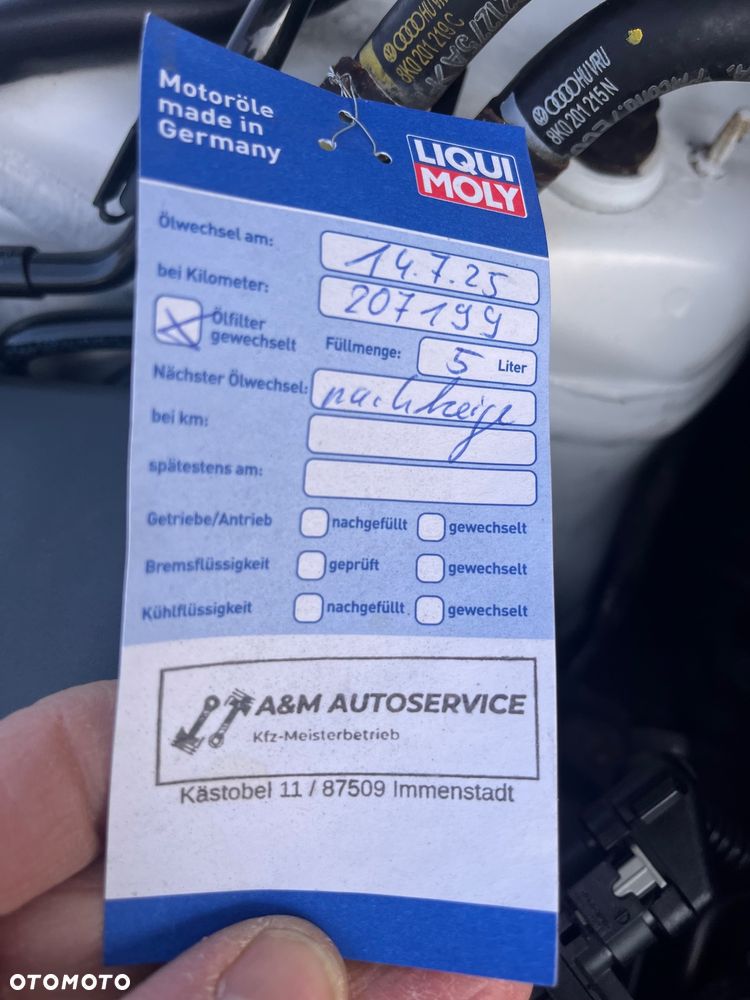 8K0 201 219 C
HUVRU
8K0 201 215 N
Motoröle
made in
Germany
LIQUI
MOLY
Ölwechsel am: 14.7.25
bei Kilometer: 207199
Ölfilter
gewechselt
Füllmenge: 5 Liter
Nächster Ölwechsel:
bei km:
spätestens am:
Getriebe/Antrieb nachgefüllt gewechselt
Bremsflüssigkeit geprüft gewechselt
Kühlflüssigkeit nachgefüllt gewechselt
A&M AUTOSERVICE
Kfz-Meisterbetrieb
Kästobel 11 / 87509 Immenstadt
OTOMOTO